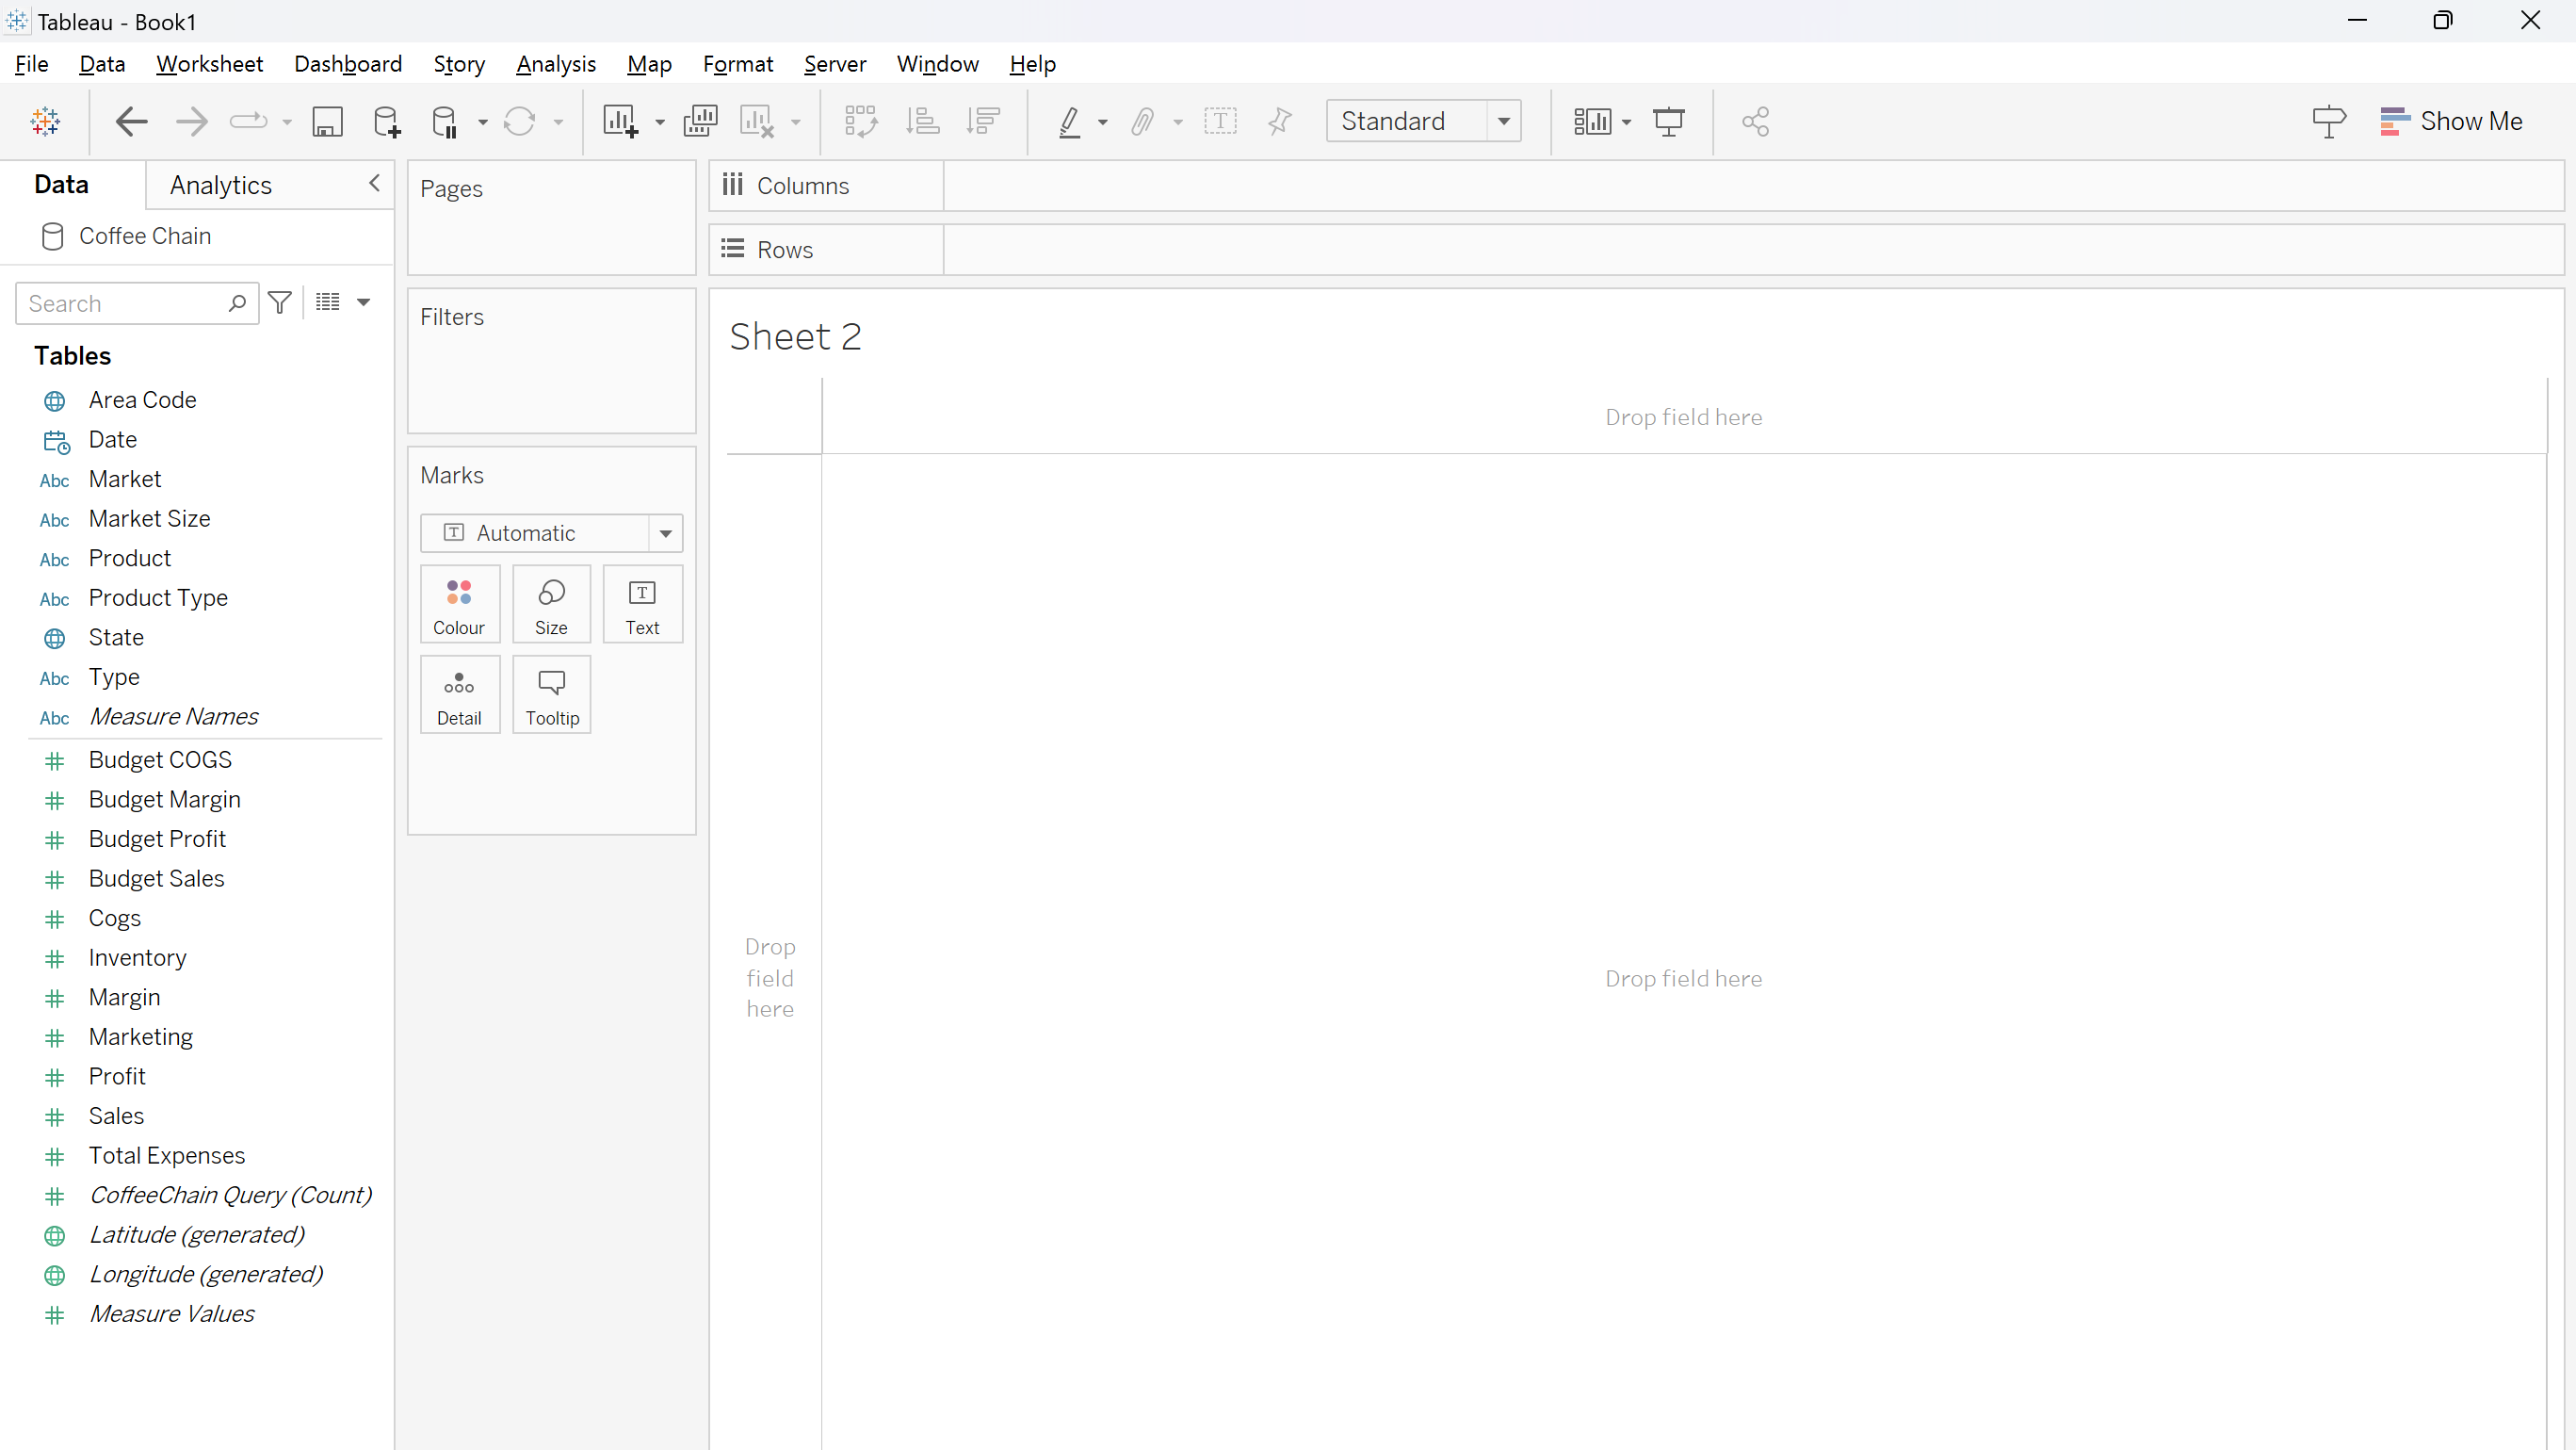 Tableau - Book1
File Data Worksheet Dashboard Story Analysis Map Format Server Window Help
Standard
Show Me
Data Analytics
Coffee Chain
Search
Tables
Area Code
Date
Abc Market
Abc Market Size
Abc Product
Abc Product Type
State
Abc Type
Abc Measure Names
Budget COGS
Budget Margin
Budget Profit
Budget Sales
Cogs
Inventory
Margin
Marketing
Profit
Sales
Total Expenses
CoffeeChain Query (Count)
Latitude (generated)
Longitude (generated)
Measure Values
Pages
Filters
Marks
Automatic
Colour Size Text
Detail Tooltip
Columns
Rows
Sheet 2
Drop field here
Drop
field
here
Drop field here